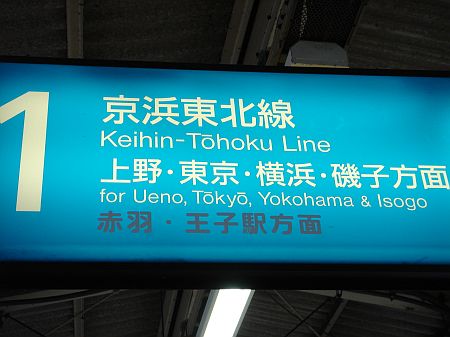 1
京浜東北線
Keihin-Tōhoku Line
上野・東京・横浜・磯子方面
for Ueno, Tōkyō, Yokohama & Isogo
赤羽・王子駅方面